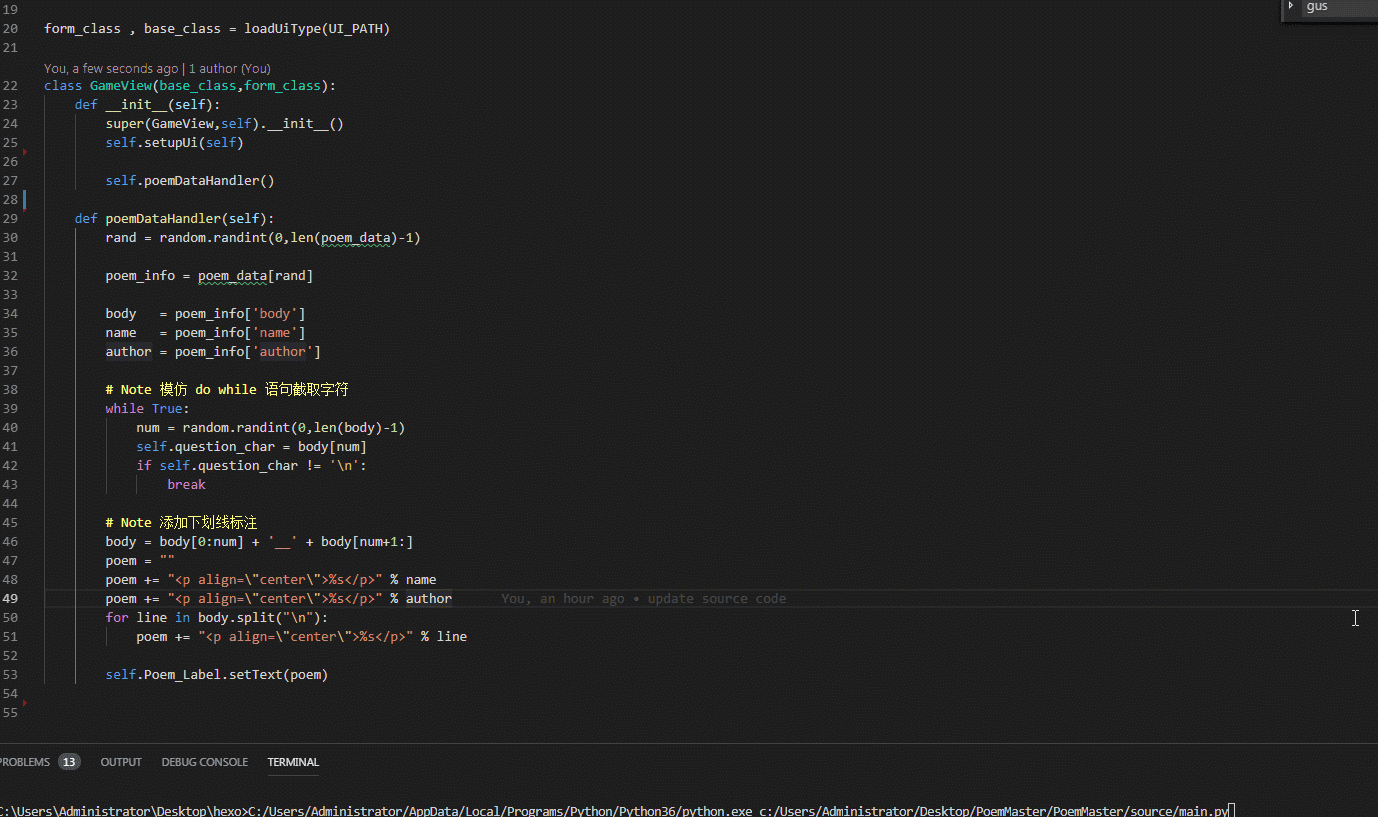 gus
19
20 form_class , base_class = loadUiType(UI_PATH)
21
You, a few seconds ago | 1 author (You)
22 class GameView(base_class,form_class):
23     def __init__(self):
24         super(GameView,self).__init__()
25         self.setupUi(self)
26
27         self.poemDataHandler()
28
29     def poemDataHandler(self):
30         rand = random.randint(0,len(poem_data)-1)
31
32         poem_info = poem_data[rand]
33
34         body   = poem_info['body']
35         name   = poem_info['name']
36         author = poem_info['author']
37
38         # Note 模仿 do while 语句截取字符
39         while True:
40             num = random.randint(0,len(body)-1)
41             self.question_char = body[num]
42             if self.question_char != '\n':
43                 break
44
45         # Note 添加下划线标注
46         body = body[0:num] + '__' + body[num+1:]
47         poem = ""
48         poem += "<p align=\"center\">%s</p>" % name
49         poem += "<p align=\"center\">%s</p>" % author      You, an hour ago • update source code
50         for line in body.split("\n"):
51             poem += "<p align=\"center\">%s</p>" % line
52
53         self.Poem_Label.setText(poem)
54
55
PROBLEMS 13 OUTPUT DEBUG CONSOLE TERMINAL
C:\Users\Administrator\Desktop\hexo>C:/Users/Administrator/AppData/Local/Programs/Python/Python36/python.exe c:/Users/Administrator/Desktop/PoemMaster/PoemMaster/source/main.py